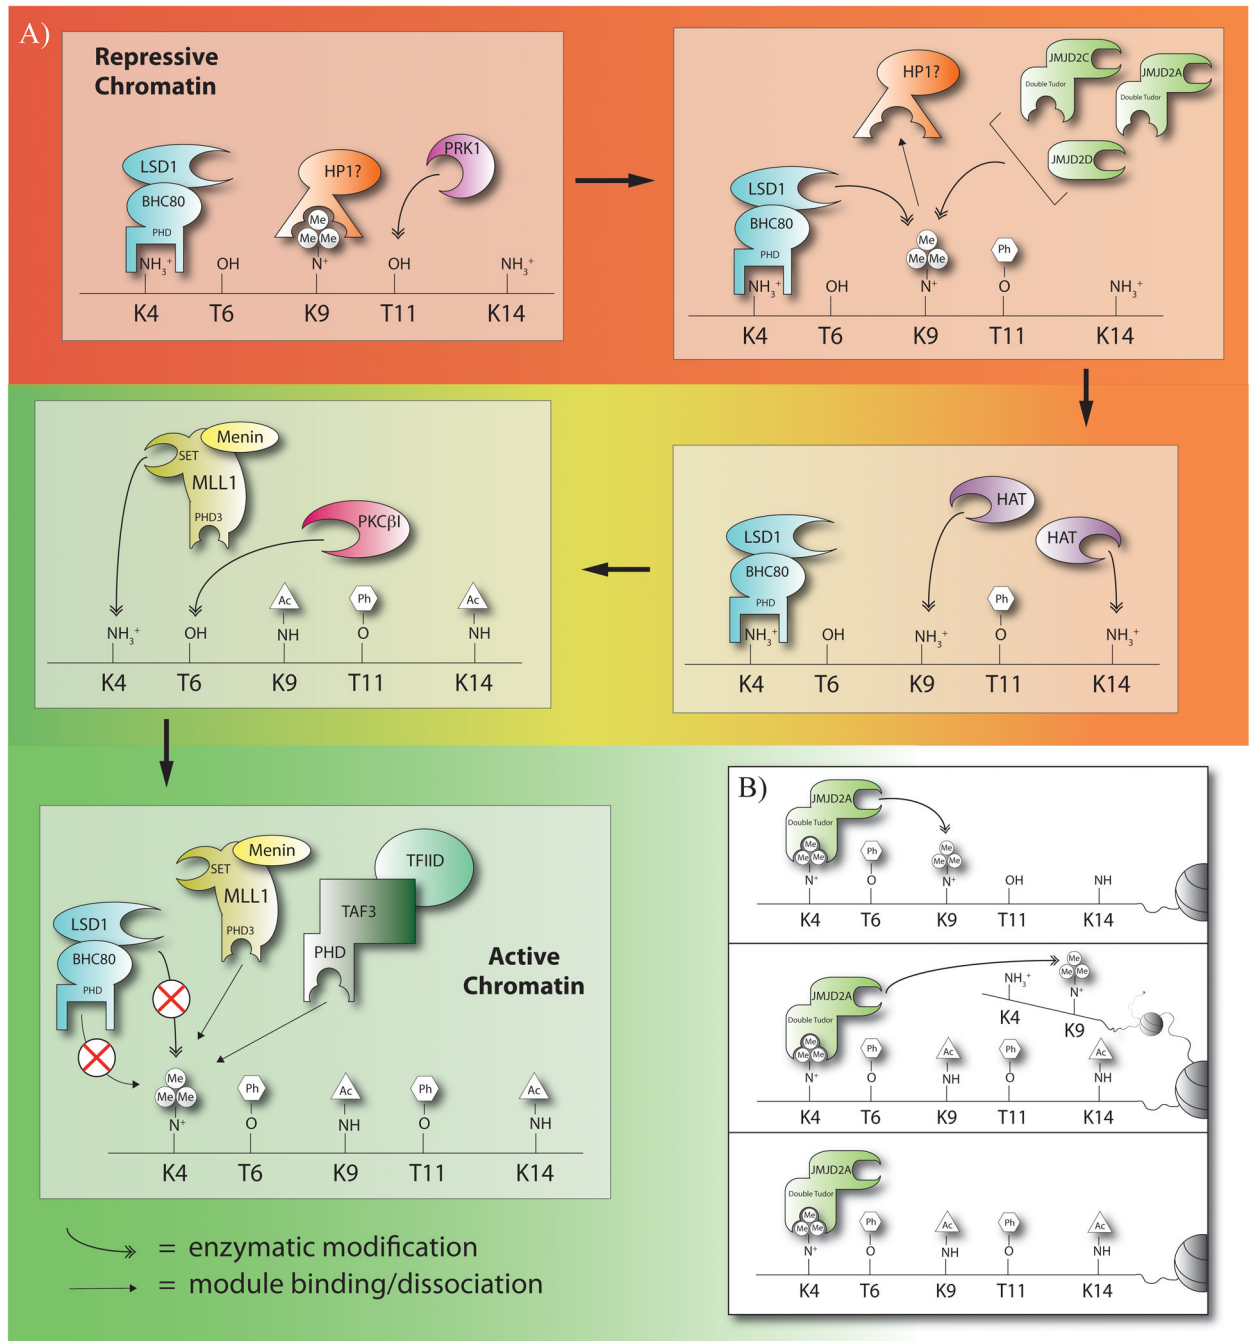 A)
Repressive
Chromatin
LSD1
BHC80
PHD
HP1?
PRK1
Me
Me Me
NH3+ OH N+ OH NH3+
K4 T6 K9 T11 K14
HP1?
JMJD2C
Double Tudor
JMJD2A
Double Tudor
JMJD2D
LSD1
BHC80
PHD
Me
Me Me
Ph
NH3+ OH N+ O NH3+
K4 T6 K9 T11 K14
Menin
SET
MLL1
PHD3
PKCβI
Ac Ph Ac
NH3+ OH NH O NH
K4 T6 K9 T11 K14
HAT
HAT
LSD1
BHC80
PHD
Ph
NH3+ OH NH3+ O NH3+
K4 T6 K9 T11 K14
Menin
SET
MLL1
PHD3
TFIID
TAF3
PHD
LSD1
BHC80
PHD
Active
Chromatin
Me
Me Me
Ph Ac Ph Ac
N+ O NH O NH
K4 T6 K9 T11 K14
= enzymatic modification
= module binding/dissociation
B)
JMJD2A
Double Tudor
Me
Me Me
Ph
Me
Me Me
N+ O N+ OH NH
K4 T6 K9 T11 K14
JMJD2A
Double Tudor
Me
Me Me
NH3+
N+
K4
K9
Me
Me Me
Ph Ac Ph Ac
N+ O NH O NH
K4 T6 K9 T11 K14
JMJD2A
Double Tudor
Me
Me Me
Ph Ac Ph Ac
N+ O NH O NH
K4 T6 K9 T11 K14